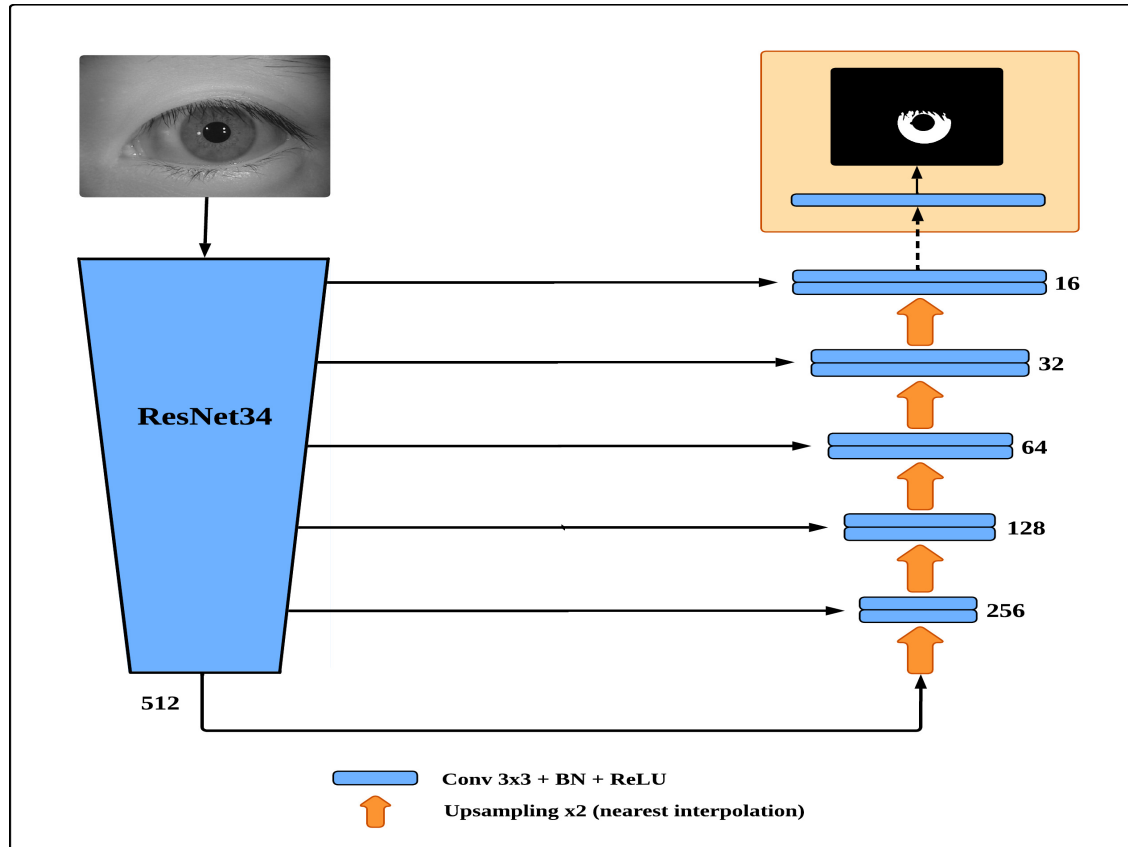 16
32
ResNet34
64
128
256
512
Conv 3x3 + BN + ReLU
Upsampling x2 (nearest interpolation)